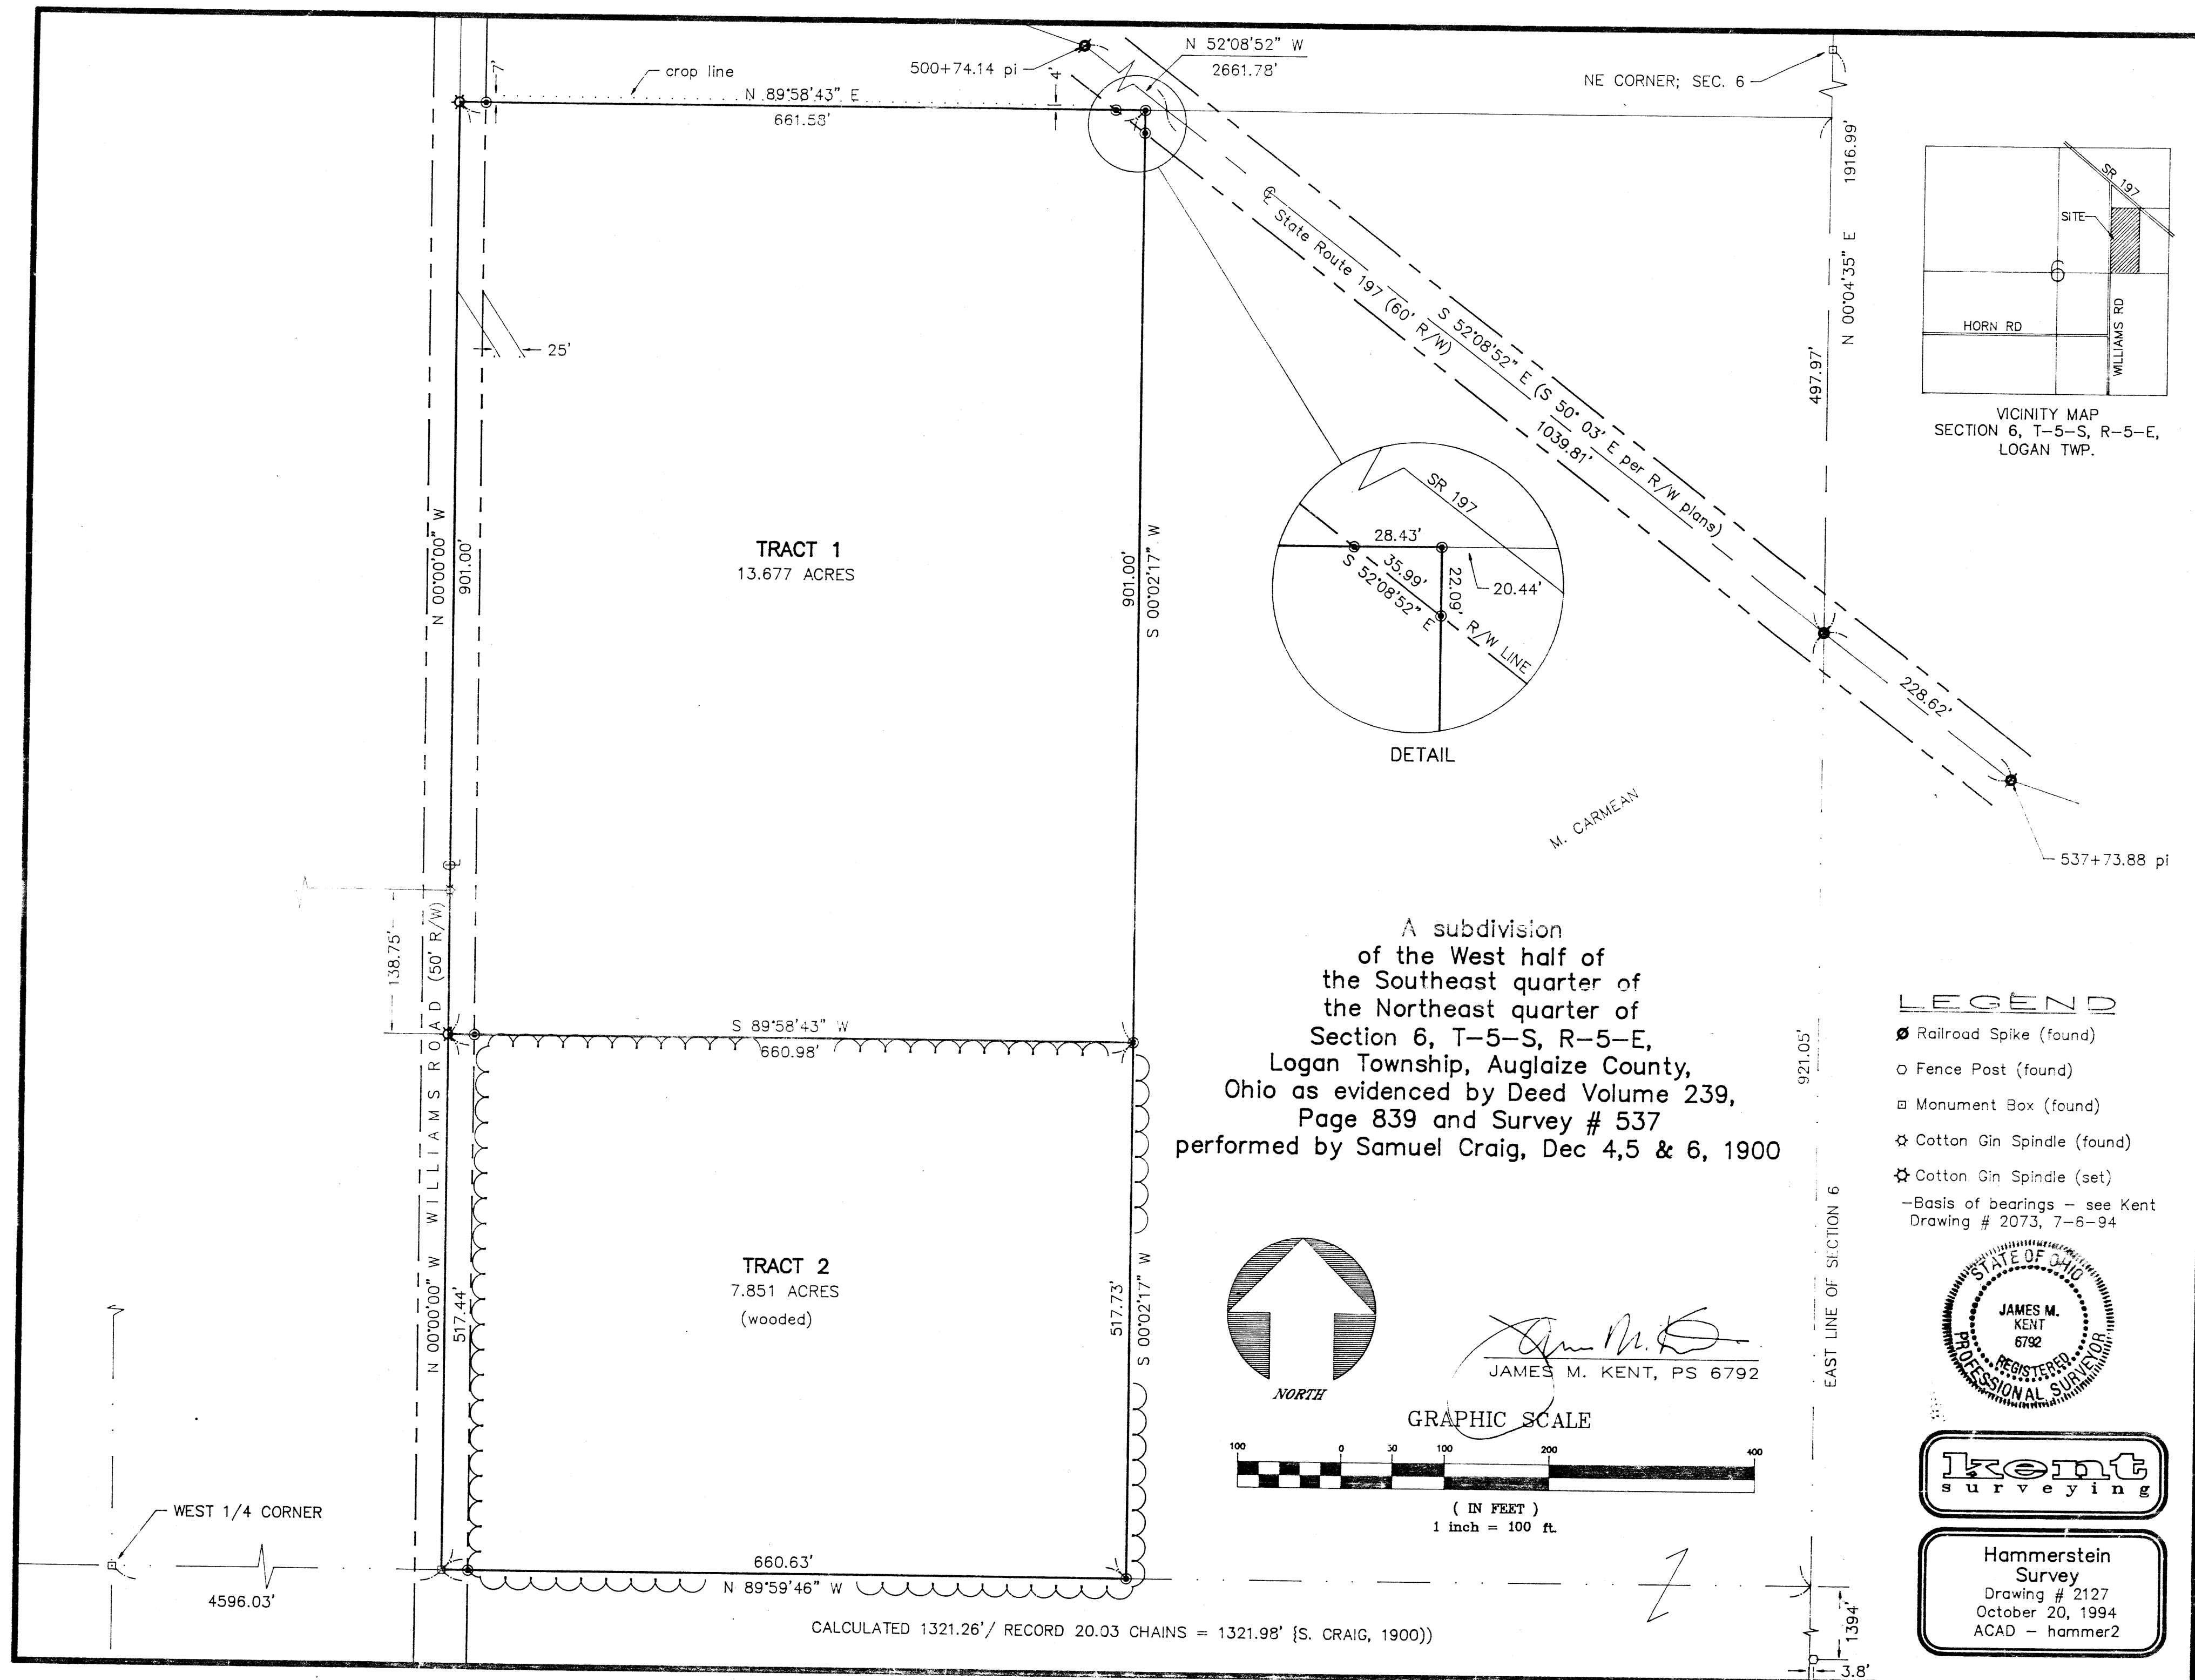 N 52°08'52" W
2661.78'
500+74.14 pi
crop line
7'
4'
N 89°58'43" E
661.58'
NE CORNER; SEC. 6
1916.99'
N 00°04'35" E
497.97'
℄ State Route 197 (60' R/W)
S 52°08'52" E (S 50° 03' E per R/W plans)
1039.81'
228.62'
537+73.88 pi
SR 197
SITE
6
HORN RD
WILLIAMS RD
VICINITY MAP
SECTION 6, T-5-S, R-5-E,
LOGAN TWP.
25'
N 00°00'00" W
901.00'
TRACT 1
13.677 ACRES
901.00'
S 00°02'17" W
SR 197
28.43'
35.99'
S 52°08'52" E
22.09'
20.44'
R/W LINE
DETAIL
M. CARMEAN
℄
138.75'
WILLIAMS ROAD (50' R/W)
S 89°58'43" W
660.98'
A subdivision
of the West half of
the Southeast quarter of
the Northeast quarter of
Section 6, T-5-S, R-5-E,
Logan Township, Auglaize County,
Ohio as evidenced by Deed Volume 239,
Page 839 and Survey # 537
performed by Samuel Craig, Dec 4,5 & 6, 1900
921.05'
EAST LINE OF SECTION 6
LEGEND
Railroad Spike (found)
Fence Post (found)
Monument Box (found)
Cotton Gin Spindle (found)
Cotton Gin Spindle (set)
-Basis of bearings - see Kent
Drawing # 2073, 7-6-94
N 00°00'00" W
517.44'
TRACT 2
7.851 ACRES
(wooded)
517.73'
S 00°02'17" W
NORTH
JAMES M. KENT, PS 6792
STATE OF OHIO
JAMES M.
KENT
6792
REGISTERED
PROFESSIONAL SURVEYOR
GRAPHIC SCALE
100 0 30 100 200 400
( IN FEET )
1 inch = 100 ft.
kent
surveying
WEST 1/4 CORNER
4596.03'
660.63'
N 89°59'46" W
CALCULATED 1321.26'/ RECORD 20.03 CHAINS = 1321.98' {S. CRAIG, 1900))
1394'
3.8'
Hammerstein
Survey
Drawing # 2127
October 20, 1994
ACAD - hammer2